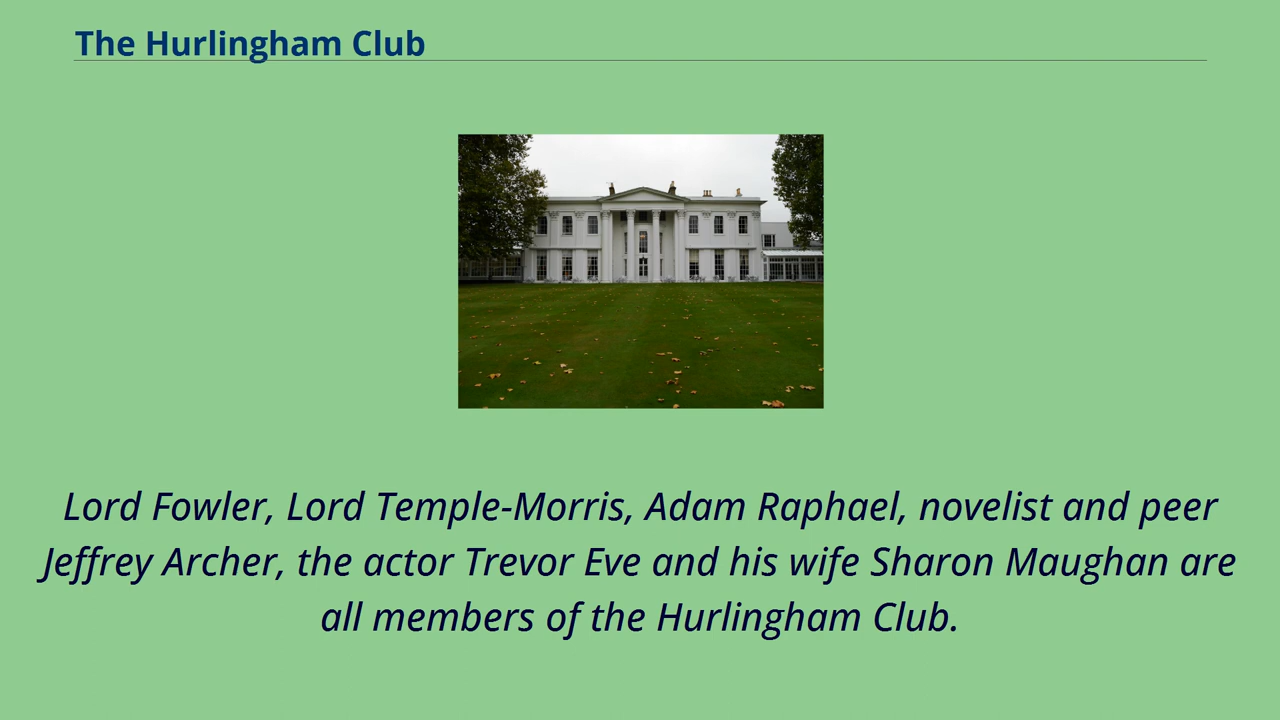 The Hurlingham Club
Lord Fowler, Lord Temple-Morris, Adam Raphael, novelist and peer
Jeffrey Archer, the actor Trevor Eve and his wife Sharon Maughan are
all members of the Hurlingham Club.